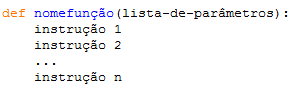 def nomefunção(lista-de-parâmetros):
    instrução 1
    instrução 2
    ...
    instrução n